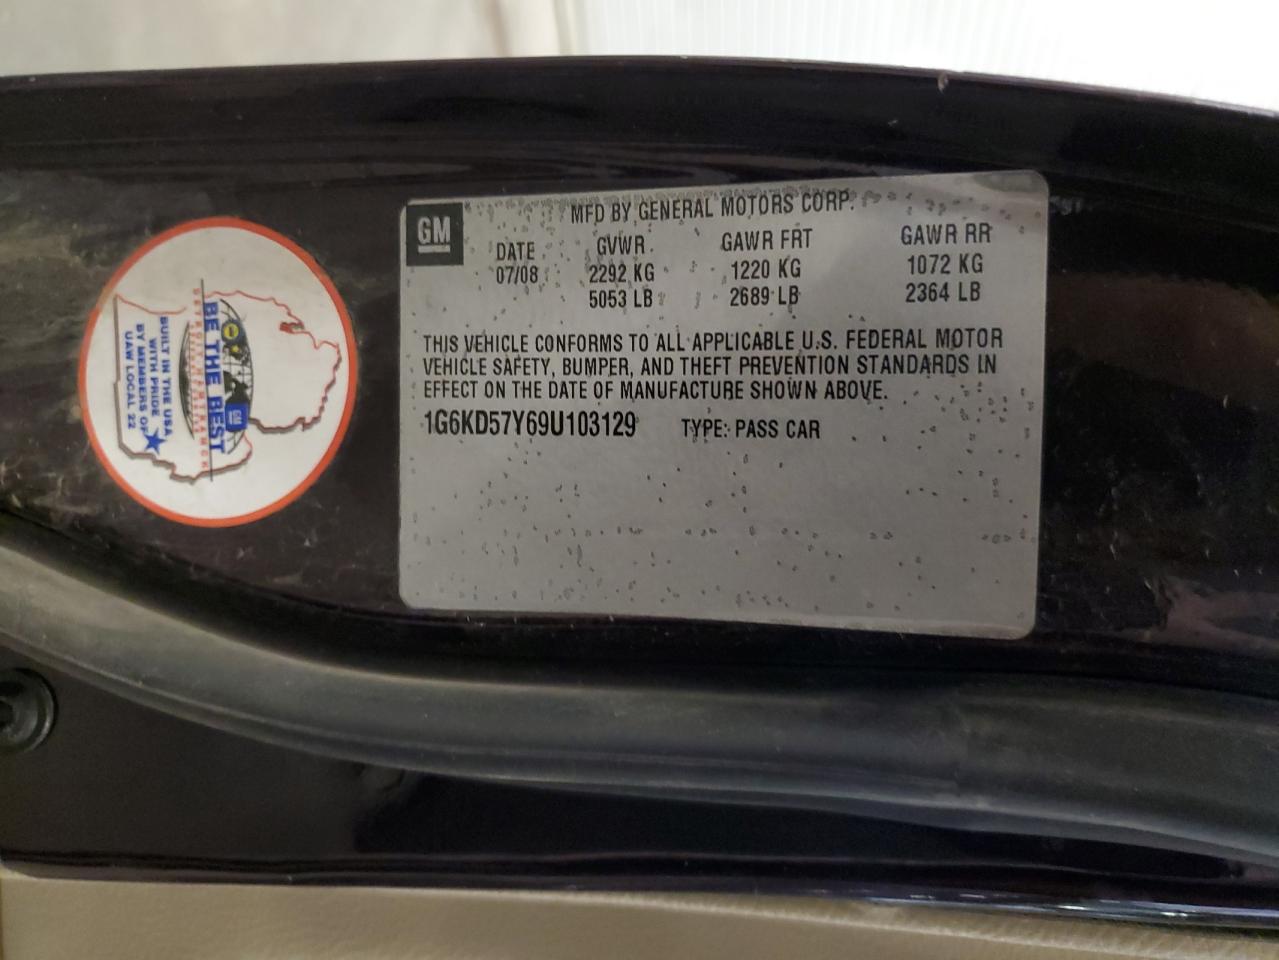 GM
MFD BY GENERAL MOTORS CORP.
DATE GVWR GAWR FRT GAWR RR
07/08 2292 KG 1220 KG 1072 KG
5053 LB 2689 LB 2364 LB
THIS VEHICLE CONFORMS TO ALL APPLICABLE U.S. FEDERAL MOTOR
VEHICLE SAFETY, BUMPER, AND THEFT PREVENTION STANDARDS IN
EFFECT ON THE DATE OF MANUFACTURE SHOWN ABOVE.
1G6KD57Y69U103129 TYPE: PASS CAR
BE THE BEST
GM
BUILT IN THE USA
WITH PRIDE
BY MEMBERS OF
UAW LOCAL 22